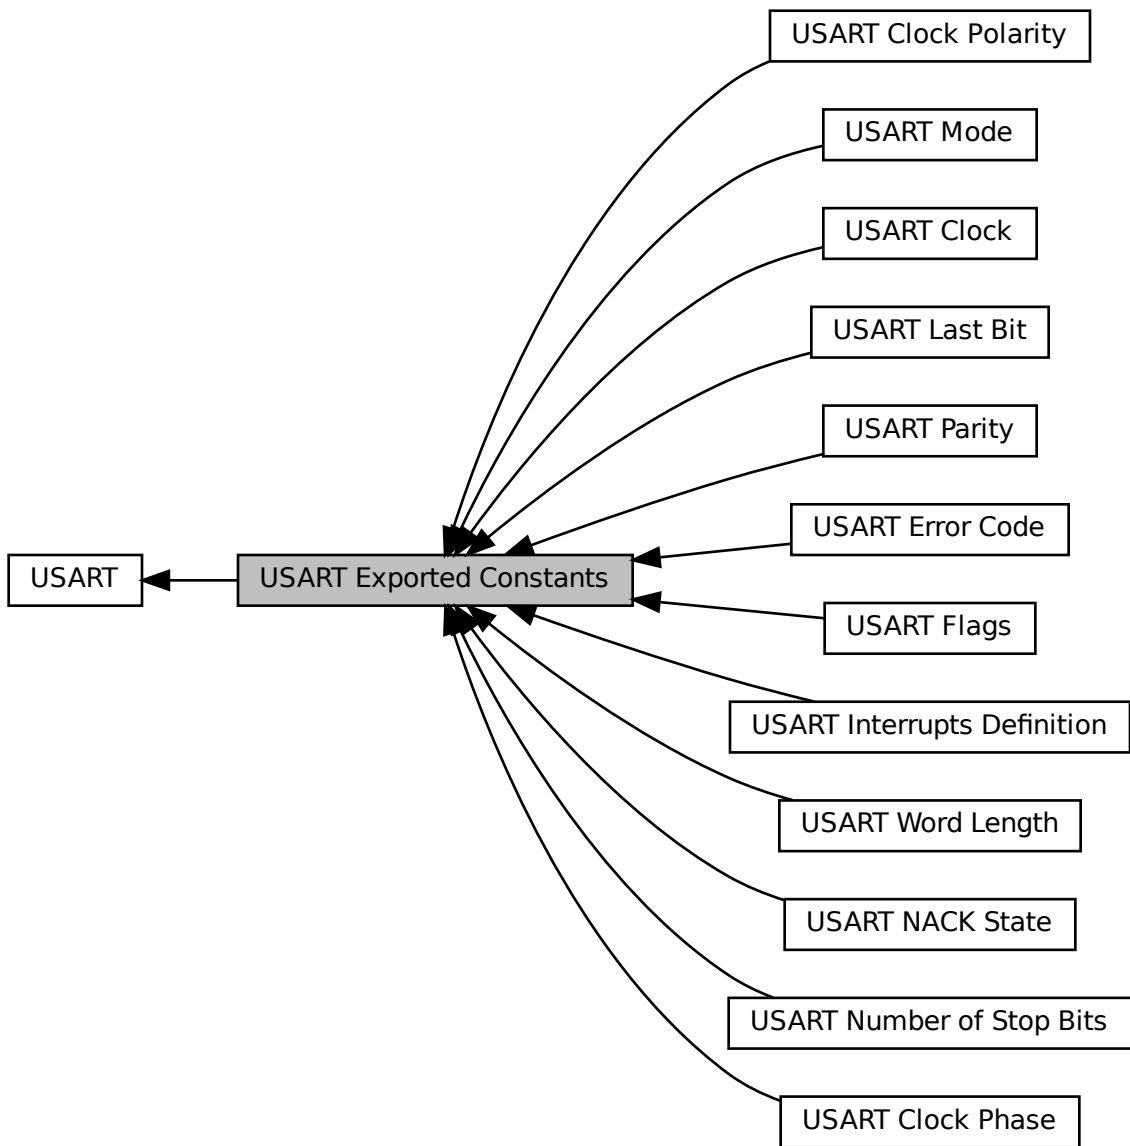 USART Clock Polarity
USART Mode
USART Clock
USART Last Bit
USART Parity
USART Error Code
USART
USART Exported Constants
USART Flags
USART Interrupts Definition
USART Word Length
USART NACK State
USART Number of Stop Bits
USART Clock Phase